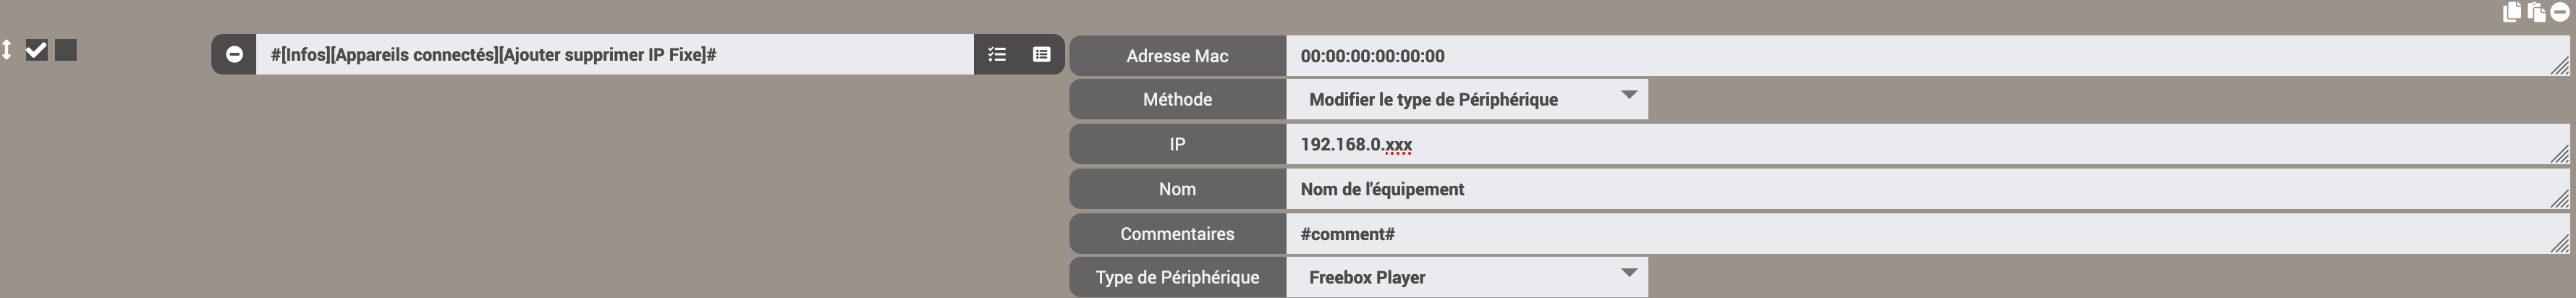 #[Infos][Appareils connectés][Ajouter supprimer IP Fixe]#
Adresse Mac 00:00:00:00:00:00
Méthode Modifier le type de Périphérique
IP 192.168.0.xxx
Nom Nom de l'équipement
Commentaires #comment#
Type de Périphérique Freebox Player